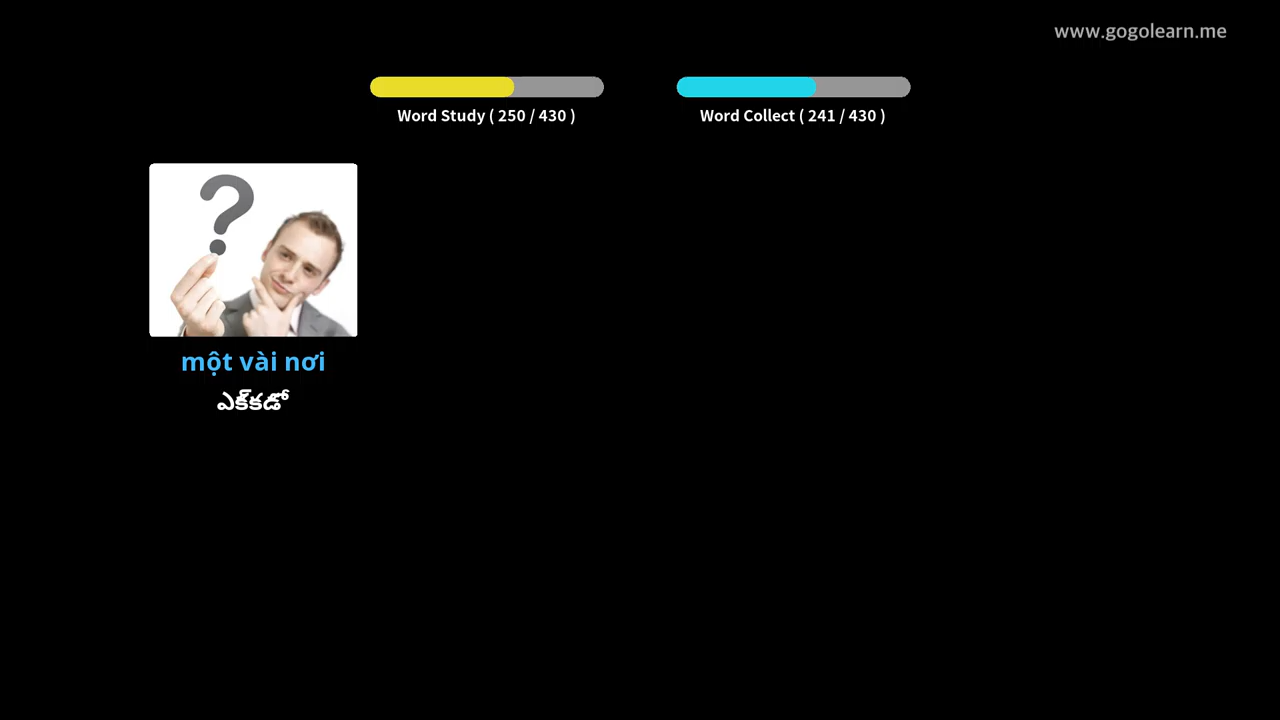 www.gogolearn.me
Word Study ( 250 / 430 )
Word Collect ( 241 / 430 )
?
một vài nơi
ఎక్కడో